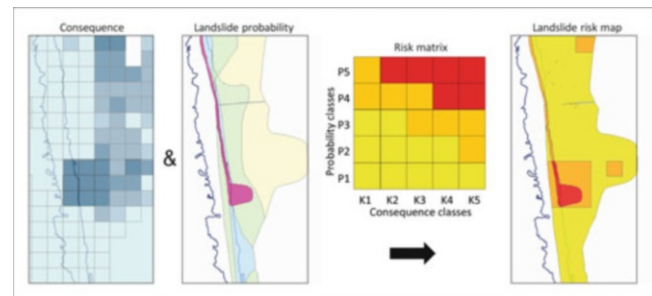 Consequence
&
Landslide probability
Risk matrix
Probability classes
P5
P4
P3
P2
P1
K1 K2 K3 K4 K5
Consequence classes
Landslide risk map